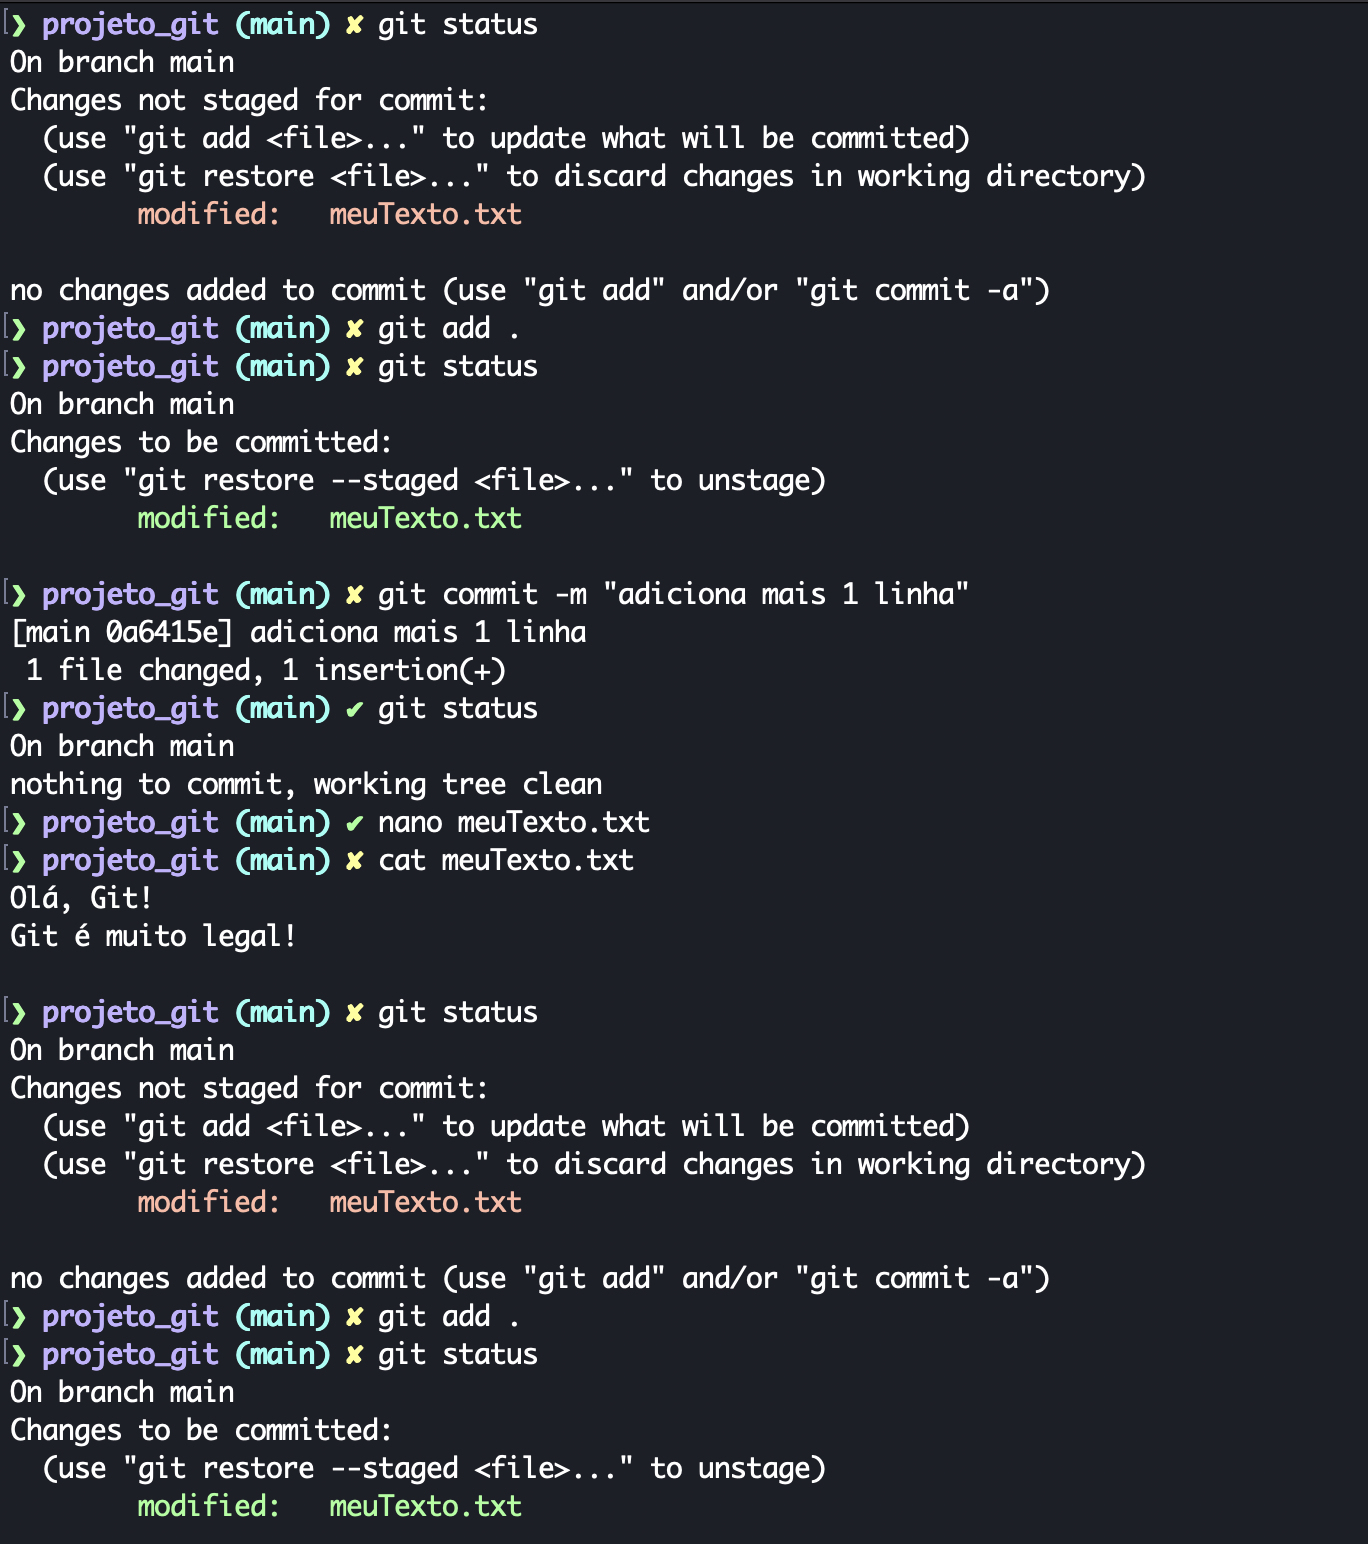 ❯ projeto_git (main) ✘ git status
On branch main
Changes not staged for commit:
  (use "git add <file>..." to update what will be committed)
  (use "git restore <file>..." to discard changes in working directory)
        modified:   meuTexto.txt

no changes added to commit (use "git add" and/or "git commit -a")
❯ projeto_git (main) ✘ git add .
❯ projeto_git (main) ✘ git status
On branch main
Changes to be committed:
  (use "git restore --staged <file>..." to unstage)
        modified:   meuTexto.txt

❯ projeto_git (main) ✘ git commit -m "adiciona mais 1 linha"
[main 0a6415e] adiciona mais 1 linha
 1 file changed, 1 insertion(+)
❯ projeto_git (main) ✔ git status
On branch main
nothing to commit, working tree clean
❯ projeto_git (main) ✔ nano meuTexto.txt
❯ projeto_git (main) ✘ cat meuTexto.txt
Olá, Git!
Git é muito legal!

❯ projeto_git (main) ✘ git status
On branch main
Changes not staged for commit:
  (use "git add <file>..." to update what will be committed)
  (use "git restore <file>..." to discard changes in working directory)
        modified:   meuTexto.txt

no changes added to commit (use "git add" and/or "git commit -a")
❯ projeto_git (main) ✘ git add .
❯ projeto_git (main) ✘ git status
On branch main
Changes to be committed:
  (use "git restore --staged <file>..." to unstage)
        modified:   meuTexto.txt